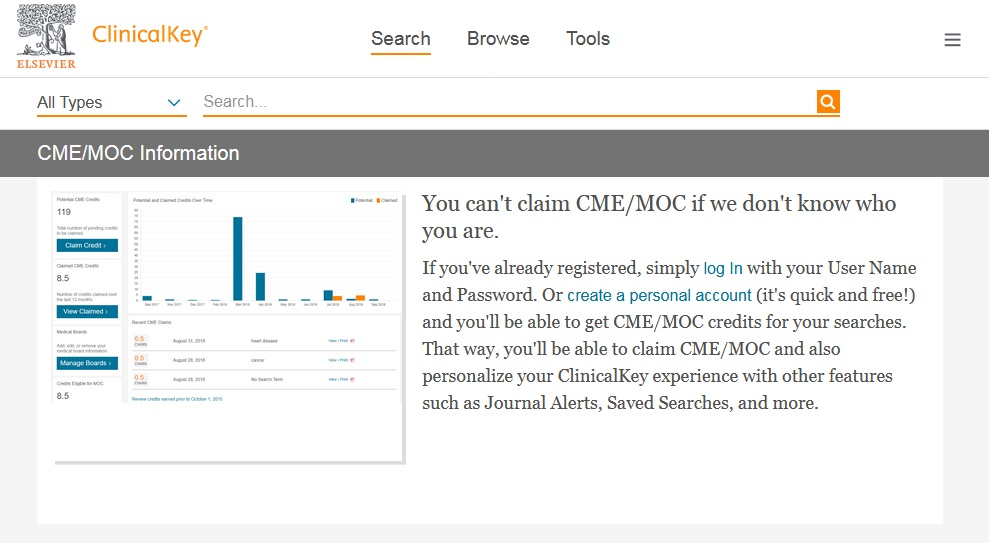 ELSEVIER
ClinicalKey®
Search Browse Tools
All Types
Search...
CME/MOC Information
Potential CME Credits
119
Total number of pending credits
to be claimed
Claim Credit ›
Claimed CME Credits
8.5
Number of credits claimed over
the last 12 months
View Claimed ›
Medical Boards
Add, edit, or remove your
medical board information
Manage Boards ›
Credits Eligible for MOC
8.5
Potential and Claimed Credits Over Time
Potential Claimed
Recent CME Claims:
0.5 Credits August 31, 2018 heart disease View / Print
0.5 Credits August 28, 2018 cancer View / Print
0.5 Credits August 28, 2018 No Search Term View / Print
Review credits earned prior to October 1, 2015
You can't claim CME/MOC if we don't know who
you are.
If you've already registered, simply log In with your User Name
and Password. Or create a personal account (it's quick and free!)
and you'll be able to get CME/MOC credits for your searches.
That way, you'll be able to claim CME/MOC and also
personalize your ClinicalKey experience with other features
such as Journal Alerts, Saved Searches, and more.